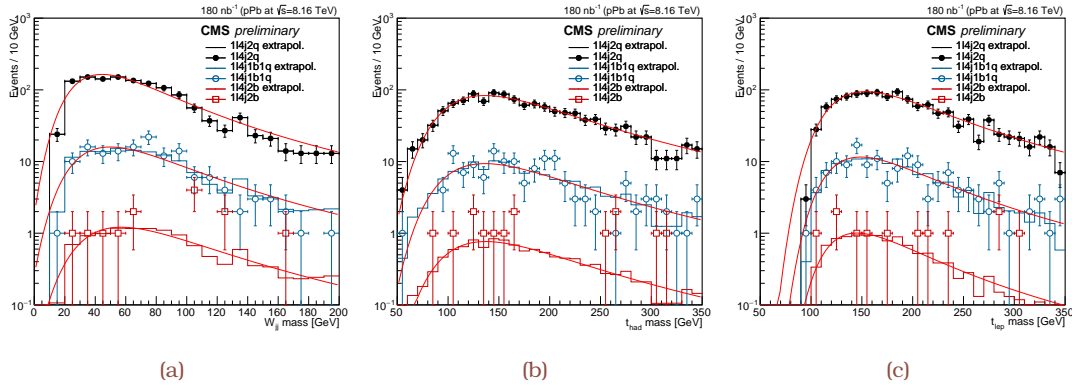 180 nb⁻¹ (pPb at √s=8.16 TeV)
Events / 10 GeV
CMS preliminary
1l4j2q extrapol.
1l4j2q
1l4j1b1q extrapol.
1l4j1b1q
1l4j2b extrapol.
1l4j2b
10³
10²
10
1
10⁻¹
0 20 40 60 80 100 120 140 160 180 200
W_jj mass [GeV]
(a)
180 nb⁻¹ (pPb at √s=8.16 TeV)
Events / 10 GeV
CMS preliminary
1l4j2q extrapol.
1l4j2q
1l4j1b1q extrapol.
1l4j1b1q
1l4j2b extrapol.
1l4j2b
10³
10²
10
1
10⁻¹
50 100 150 200 250 300 350
t_had mass [GeV]
(b)
180 nb⁻¹ (pPb at √s=8.16 TeV)
Events / 10 GeV
CMS preliminary
1l4j2q extrapol.
1l4j2q
1l4j1b1q extrapol.
1l4j1b1q
1l4j2b extrapol.
1l4j2b
10³
10²
10
1
10⁻¹
50 100 150 200 250 300 350
t_lep mass [GeV]
(c)